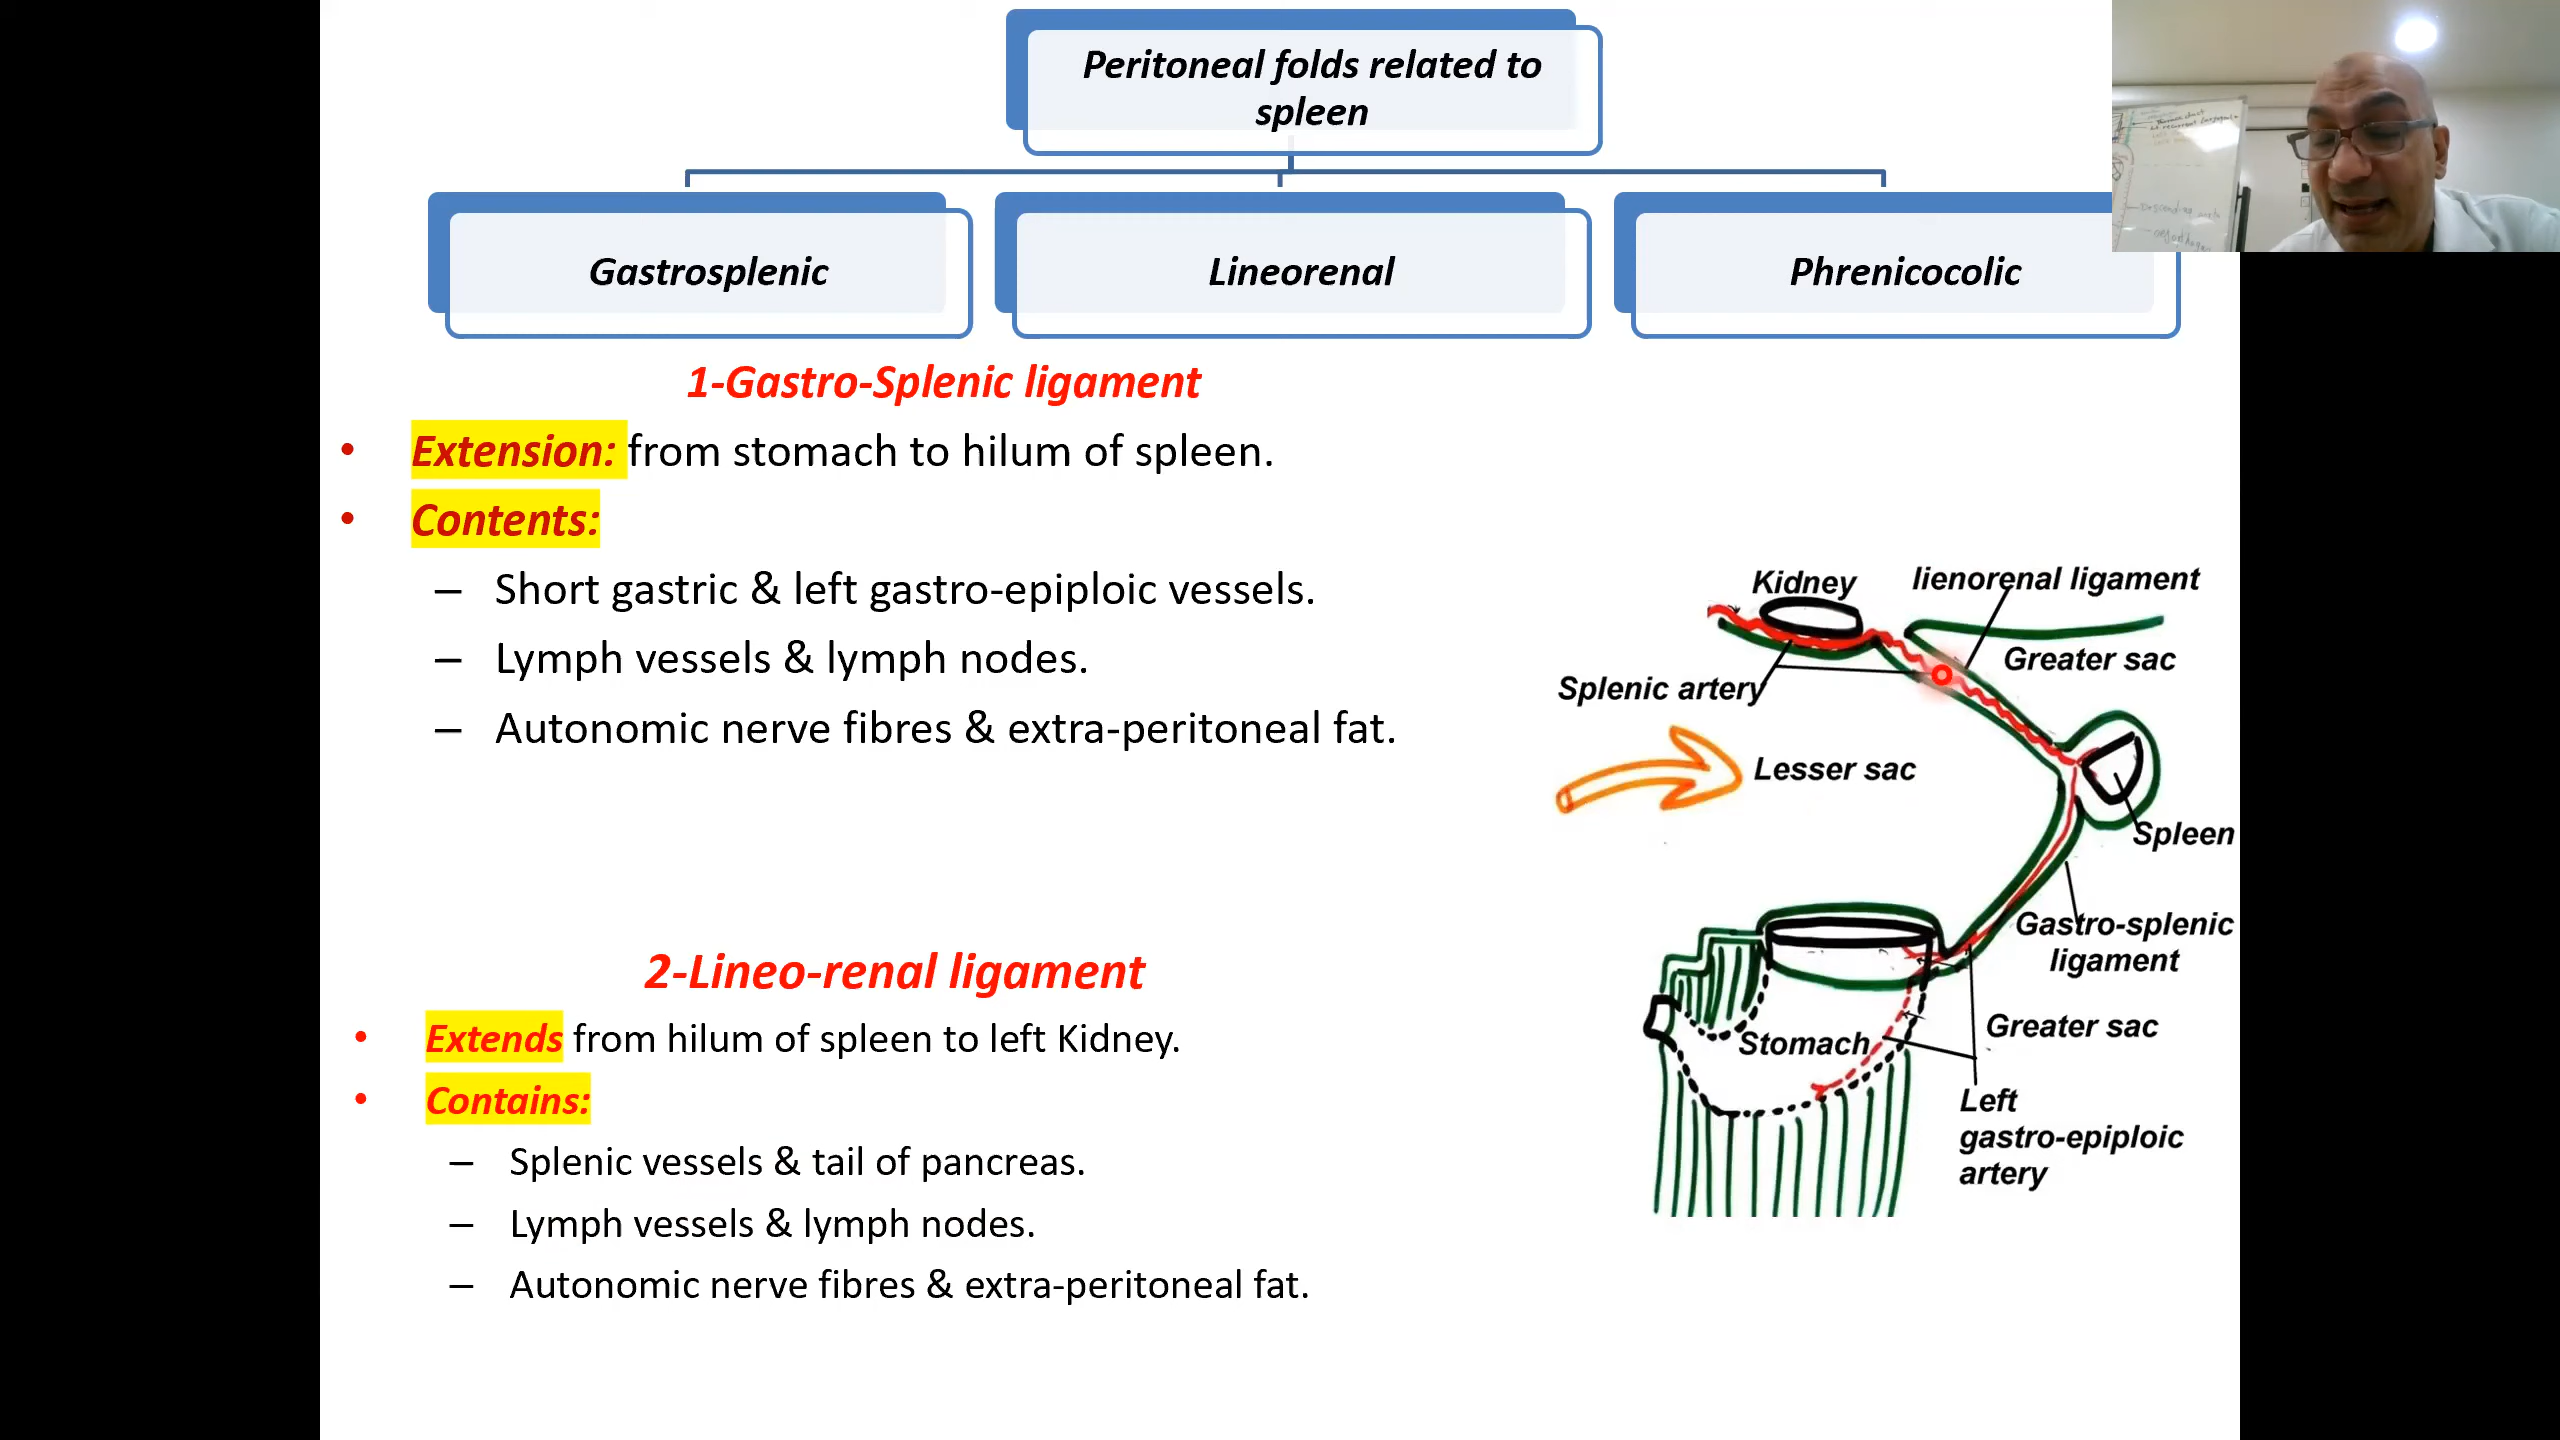 Peritoneal folds related to
spleen
Gastrosplenic
Lineorenal
Phrenicocolic
1-Gastro-Splenic ligament
• Extension: from stomach to hilum of spleen.
• Contents:
– Short gastric & left gastro-epiploic vessels.
– Lymph vessels & lymph nodes.
– Autonomic nerve fibres & extra-peritoneal fat.
2-Lineo-renal ligament
• Extends from hilum of spleen to left Kidney.
• Contains:
– Splenic vessels & tail of pancreas.
– Lymph vessels & lymph nodes.
– Autonomic nerve fibres & extra-peritoneal fat.
Kidney
lienorenal ligament
Greater sac
Splenic artery
Lesser sac
Spleen
Gastro-splenic
ligament
Stomach
Greater sac
Left
gastro-epiploic
artery